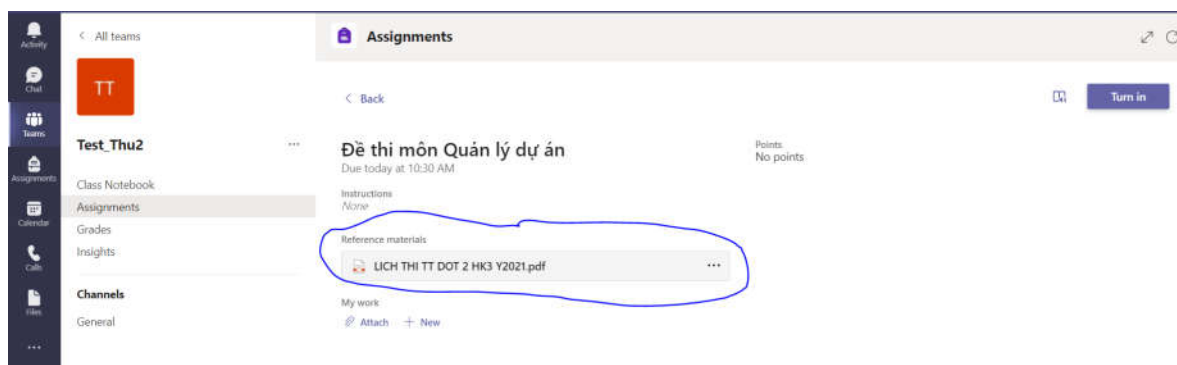 Activity
Chat
Teams
Assignments
Calendar
Calls
Files
...
< All teams
TT
Test_Thu2
...
Class Notebook
Assignments
Grades
Insights
Channels
General
Assignments
< Back
Turn in
Đề thi môn Quản lý dự án
Due today at 10:30 AM
Points
No points
Instructions
None
Reference materials
LICH THI TT DOT 2 HK3 Y2021.pdf
...
My work
Attach + New